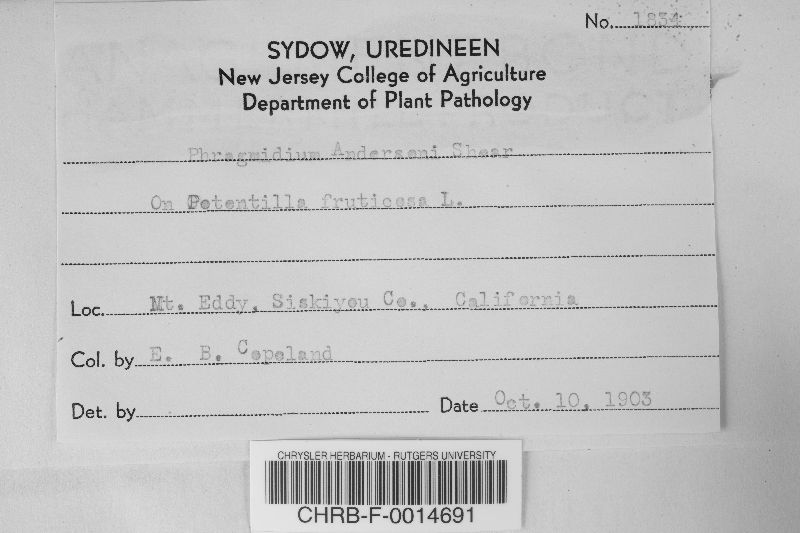 No. 1834
SYDOW, UREDINEEN
New Jersey College of Agriculture
Department of Plant Pathology
Phragmidium Anderseni Shear
On Potentilla fruticosa L.
Loc. Mt. Eddy, Siskiyou Co., California
Col. by E. B. Copeland
Det. by
Date Oct. 10, 1903
CHRYSLER HERBARIUM - RUTGERS UNIVERSITY
CHRB-F-0014691